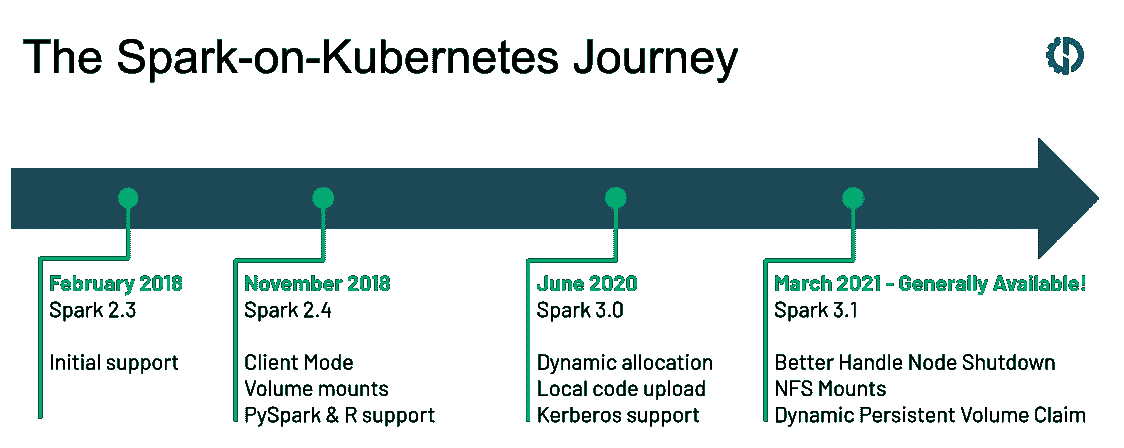 The Spark-on-Kubernetes Journey
February 2018
Spark 2.3
Initial support
November 2018
Spark 2.4
Client Mode
Volume mounts
PySpark & R support
June 2020
Spark 3.0
Dynamic allocation
Local code upload
Kerberos support
March 2021 - Generally Available!
Spark 3.1
Better Handle Node Shutdown
NFS Mounts
Dynamic Persistent Volume Claim